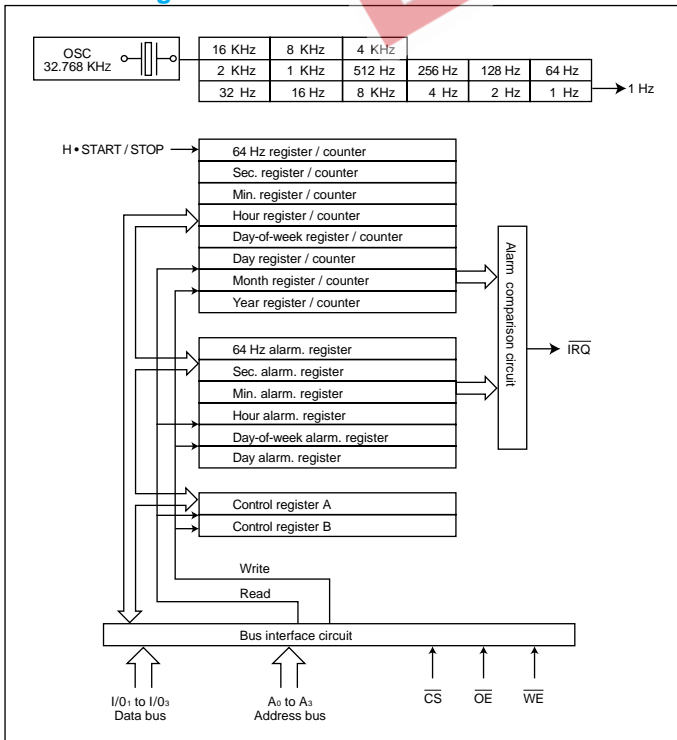 OSC
32.768 KHz
16 KHz 8 KHz 4 KHz
2 KHz 1 KHz 512 Hz 256 Hz 128 Hz 64 Hz
32 Hz 16 Hz 8 KHz 4 Hz 2 Hz 1 Hz
1 Hz
H•START / STOP
64 Hz register / counter
Sec. register / counter
Min. register / counter
Hour register / counter
Day-of-week register / counter
Day register / counter
Month register / counter
Year register / counter
64 Hz alarm. register
Sec. alarm. register
Min. alarm. register
Hour alarm. register
Day-of-week alarm. register
Day alarm. register
Control register A
Control register B
Alarm comparison circuit
IRQ
Write
Read
Bus interface circuit
I/0₁ to I/0₃
Data bus
A₀ to A₃
Address bus
CS
OE
WE